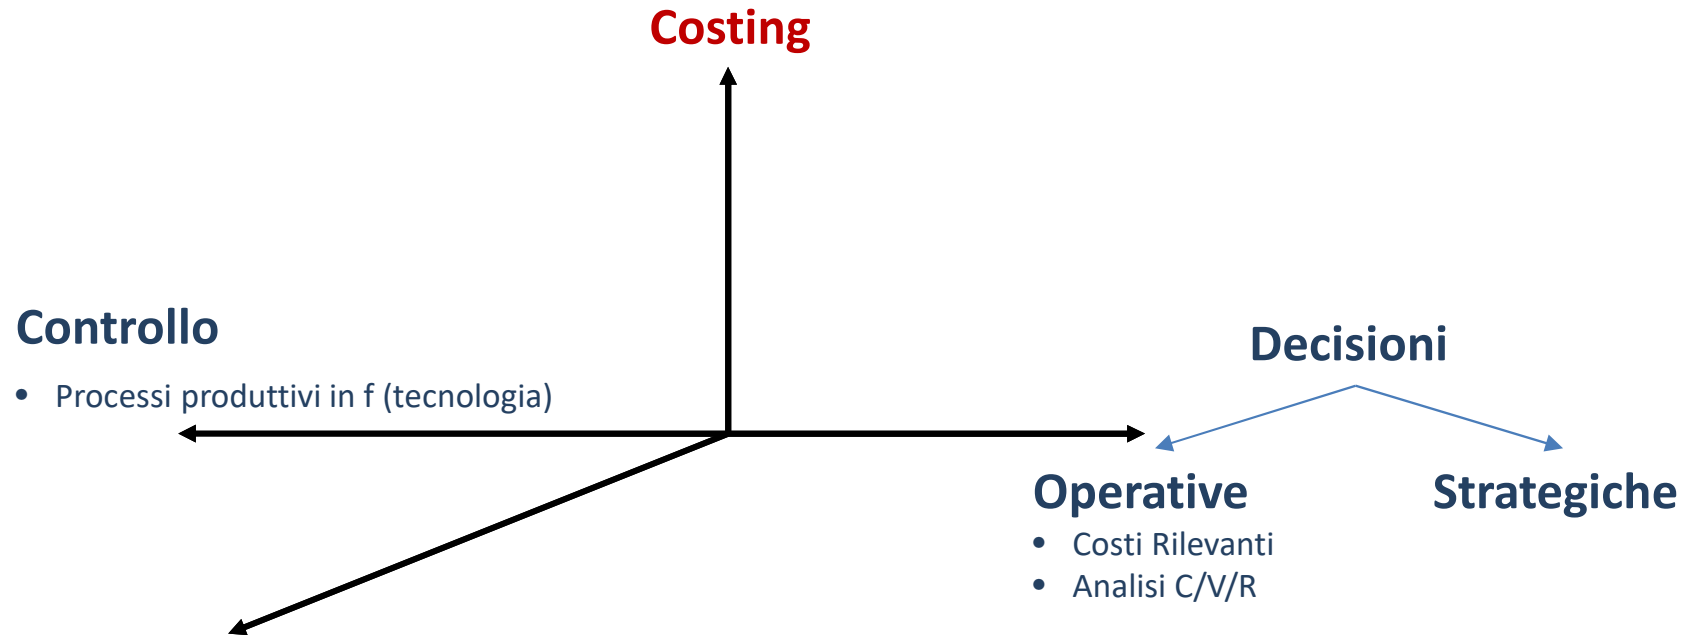 Costing
Controllo
• Processi produttivi in f (tecnologia)
Decisioni
Operative
• Costi Rilevanti
• Analisi C/V/R
Strategiche